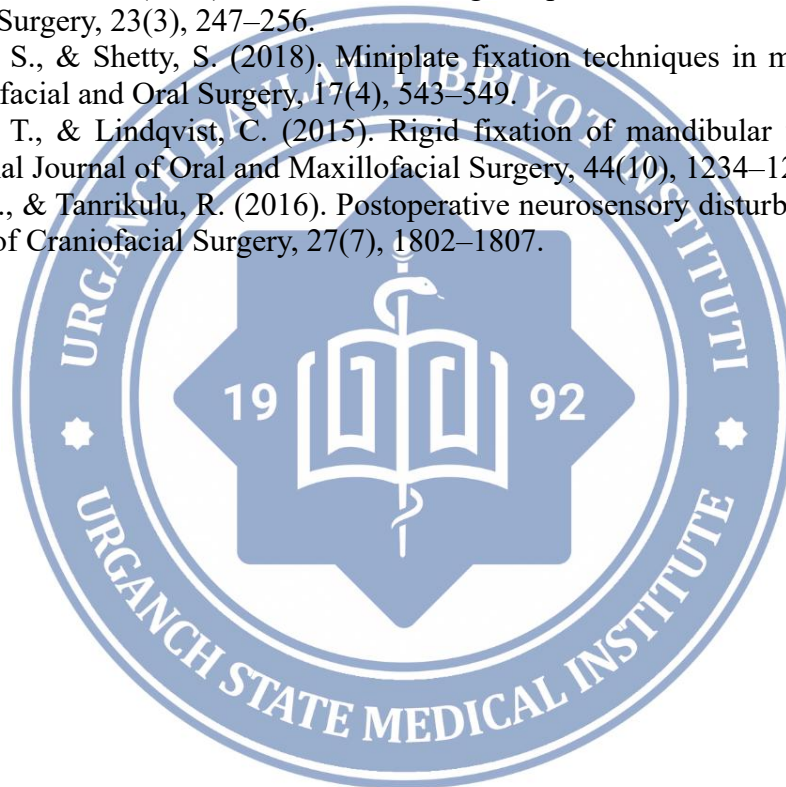 Surgery, 23(3), 247–256.
S., & Shetty, S. (2018). Miniplate fixation techniques in m
facial and Oral Surgery, 17(4), 543–549.
T., & Lindqvist, C. (2015). Rigid fixation of mandibular
al Journal of Oral and Maxillofacial Surgery, 44(10), 1234–12
., & Tanrikulu, R. (2016). Postoperative neurosensory disturb
of Craniofacial Surgery, 27(7), 1802–1807.
URGANCH DAVLAT TIBBIYOT INSTITUTI
19 92
URGANCH STATE MEDICAL INSTITUTE